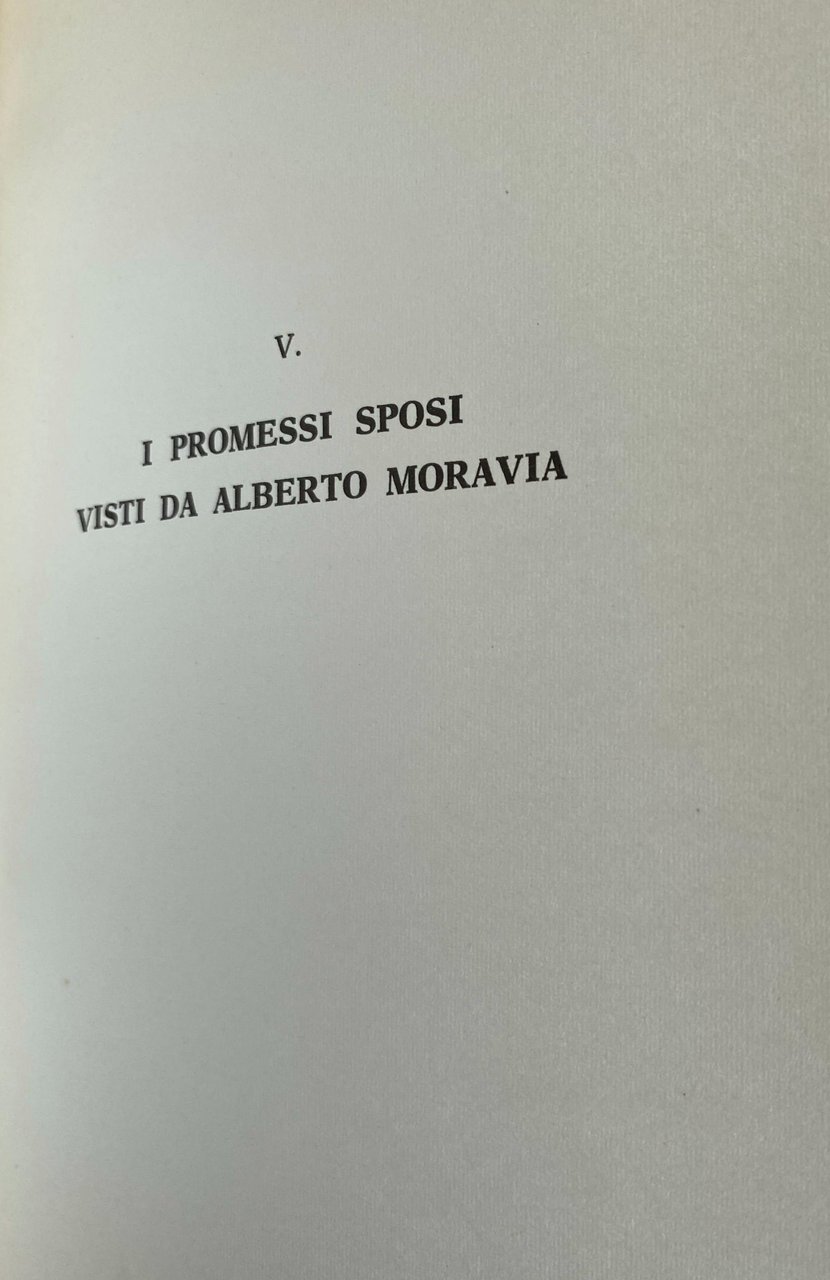 V.
I PROMESSI SPOSI
VISTI DA ALBERTO MORAVIA